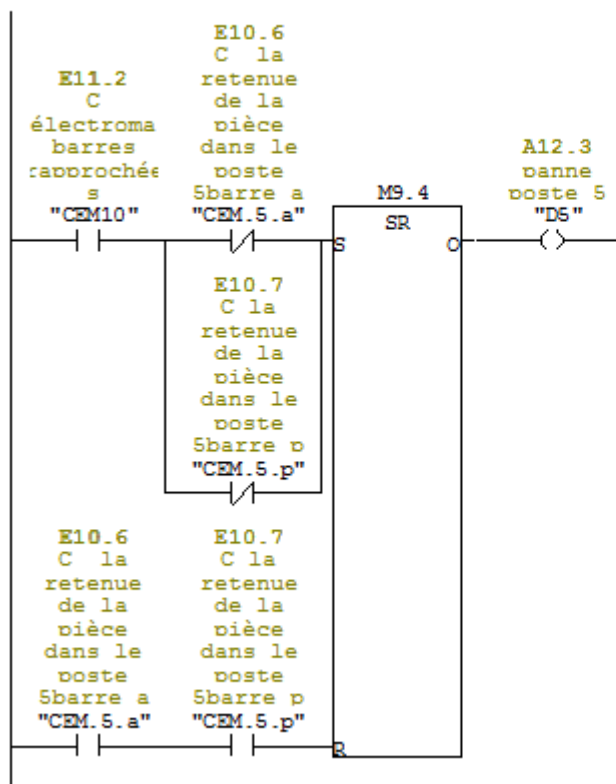 E10.6
C la
retenue
de la
pièce
dans le
poste
5barre a
"CEM.5.a"
E11.2
C
électroma
barres
rapprochée
s
"CEM10"
A12.3
panne
poste 5
"D5"
M9.4
SR
S
Q
E10.7
C la
retenue
de la
pièce
dans le
poste
5barre p
"CEM.5.p"
E10.6
C la
retenue
de la
pièce
dans le
poste
5barre a
"CEM.5.a"
E10.7
C la
retenue
de la
pièce
dans le
poste
5barre p
"CEM.5.p"
R